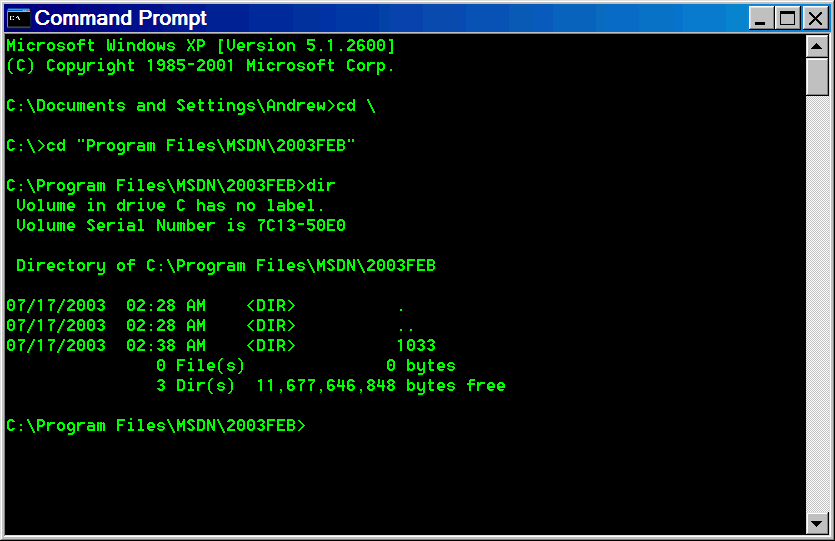 Command Prompt
Microsoft Windows XP [Version 5.1.2600]
(C) Copyright 1985-2001 Microsoft Corp.
C:\Documents and Settings\Andrew>cd \
C:\>cd "Program Files\MSDN\2003FEB"
C:\Program Files\MSDN\2003FEB>dir
 Volume in drive C has no label.
 Volume Serial Number is 7C13-50E0
 Directory of C:\Program Files\MSDN\2003FEB
07/17/2003  02:28 AM    <DIR>          .
07/17/2003  02:28 AM    <DIR>          ..
07/17/2003  02:38 AM    <DIR>          1033
               0 File(s)              0 bytes
               3 Dir(s)  11,677,646,848 bytes free
C:\Program Files\MSDN\2003FEB>